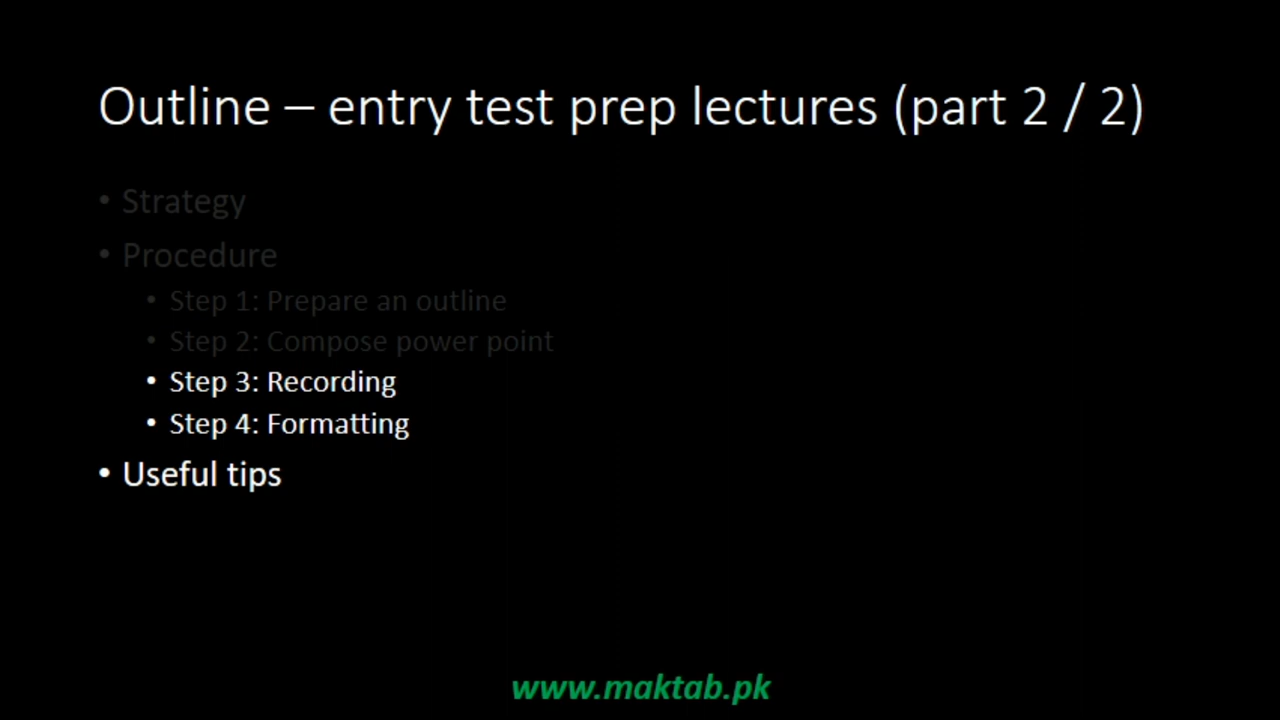 Outline – entry test prep lectures (part 2 / 2)
• Strategy
• Procedure
• Step 1: Prepare an outline
• Step 2: Compose power point
• Step 3: Recording
• Step 4: Formatting
• Useful tips
www.maktab.pk